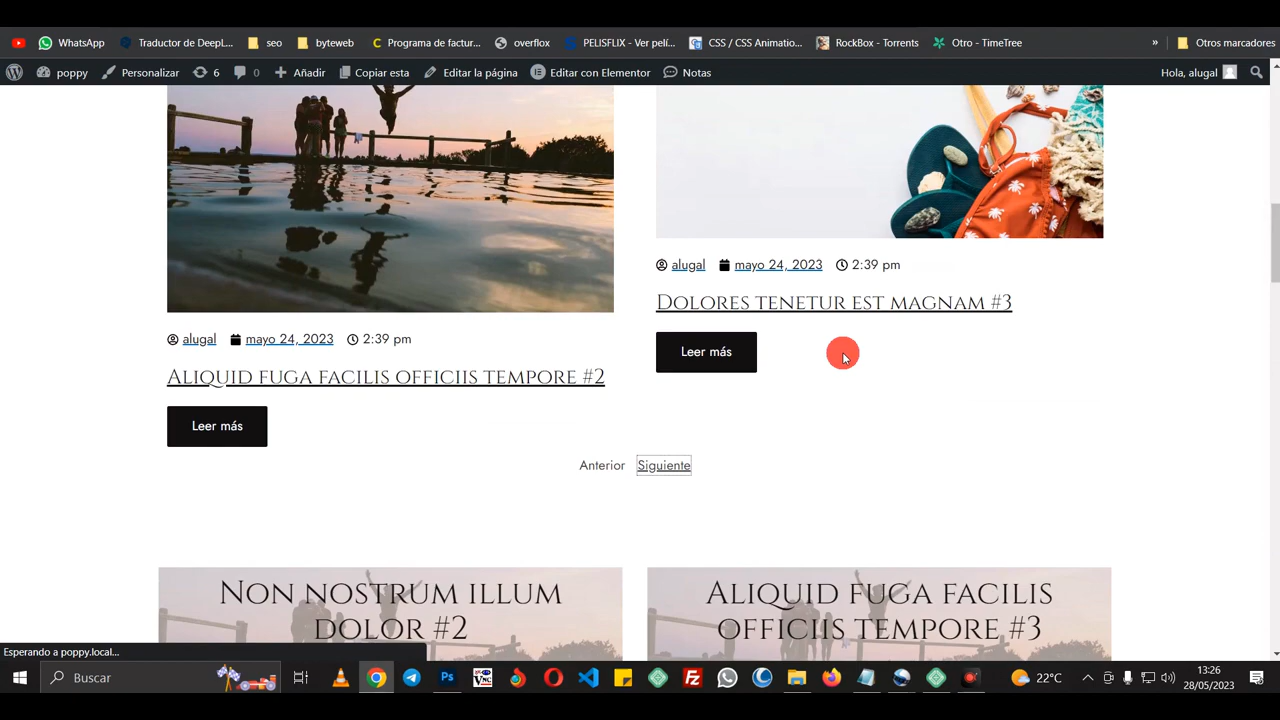 WhatsApp Traductor de DeepL... seo byteweb Programa de factur... overflox PELISFLIX - Ver pelí... CSS / CSS Animatio... RockBox - Torrents Otro - TimeTree » Otros marcadores
poppy Personalizar 6 0 Añadir Copiar esta Editar la página Editar con Elementor Notas Hola, alugal
alugal mayo 24, 2023 2:39 pm
Dolores tenetur est magnam #3
Leer más
alugal mayo 24, 2023 2:39 pm
Aliquid fuga facilis officiis tempore #2
Leer más
Anterior Siguiente
Non nostrum illum
dolor #2
Aliquid fuga facilis
officiis tempore #3
Esperando a poppy.local...
Buscar
22°C
13:26
28/05/2023